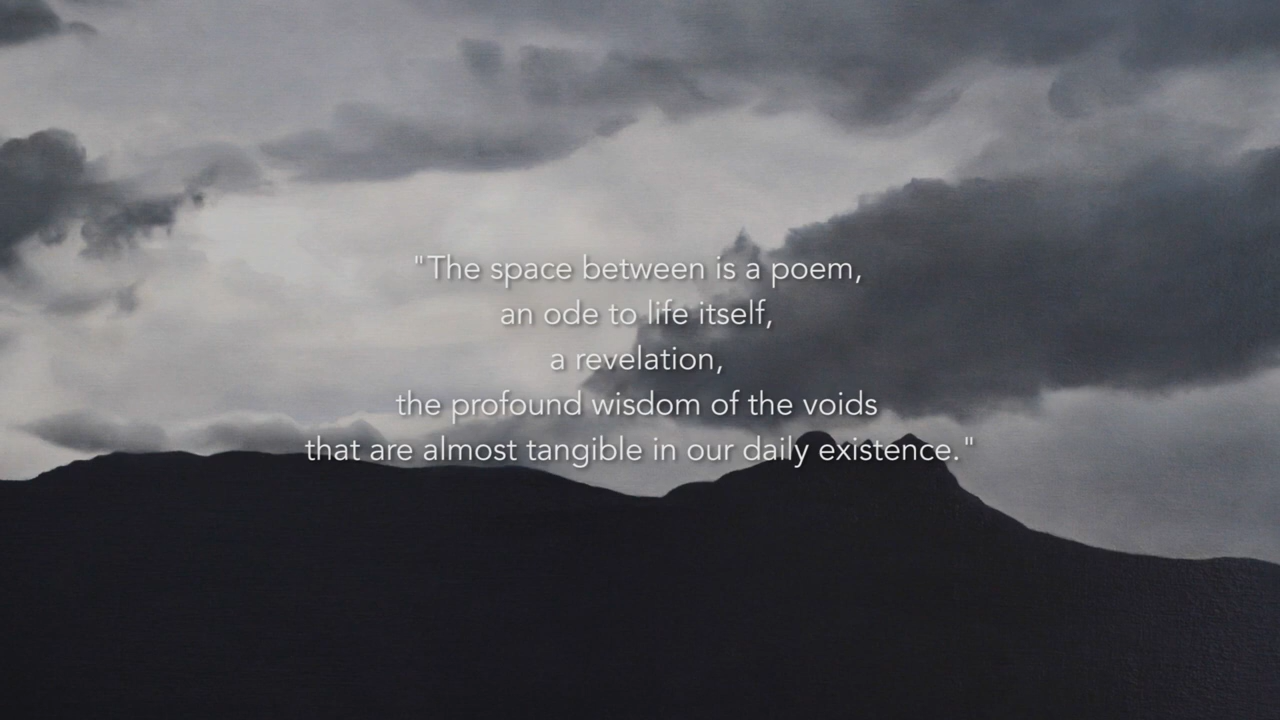 "The space between is a poem,
an ode to life itself,
a revelation,
the profound wisdom of the voids
that are almost tangible in our daily existence."